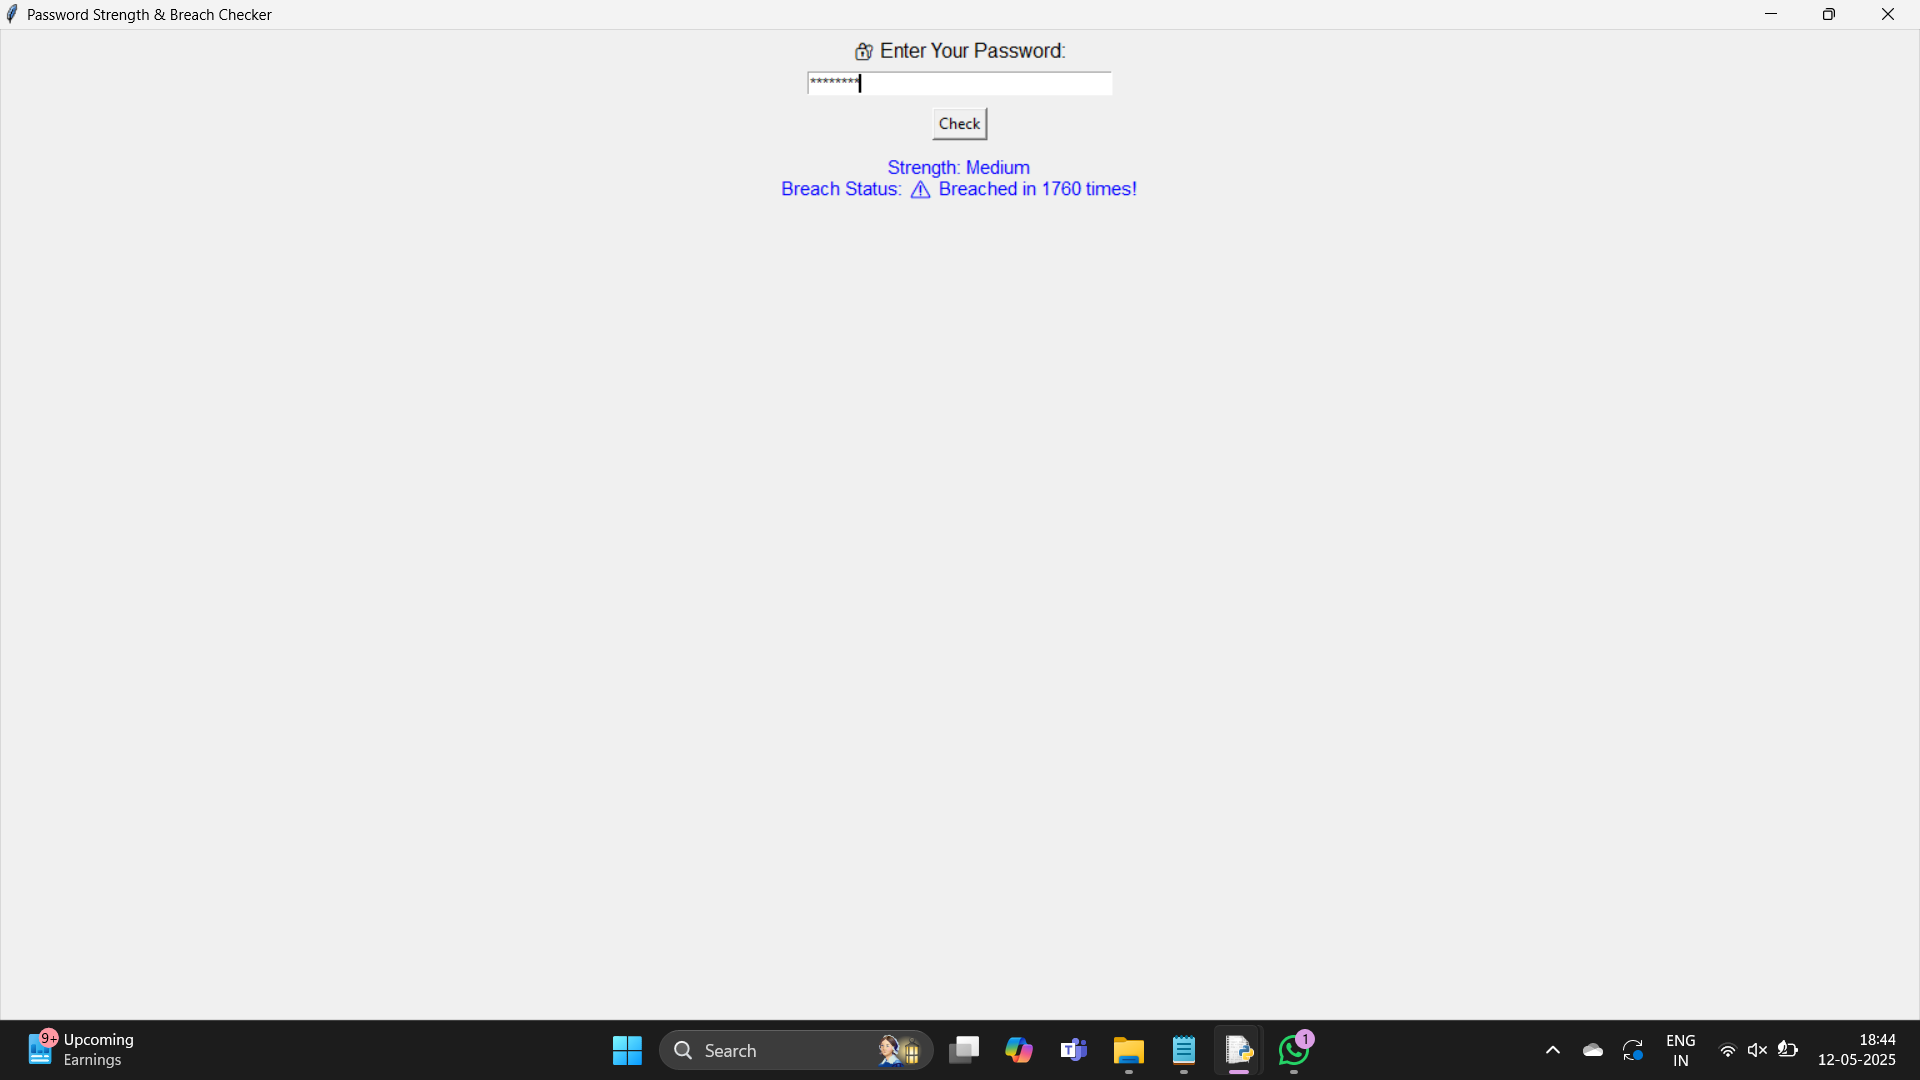 Password Strength & Breach Checker
🔐 Enter Your Password:
********
Check
Strength: Medium
Breach Status: ⚠ Breached in 1760 times!
9+
Upcoming
Earnings
Search
T
1
ENG
IN
18:44
12-05-2025